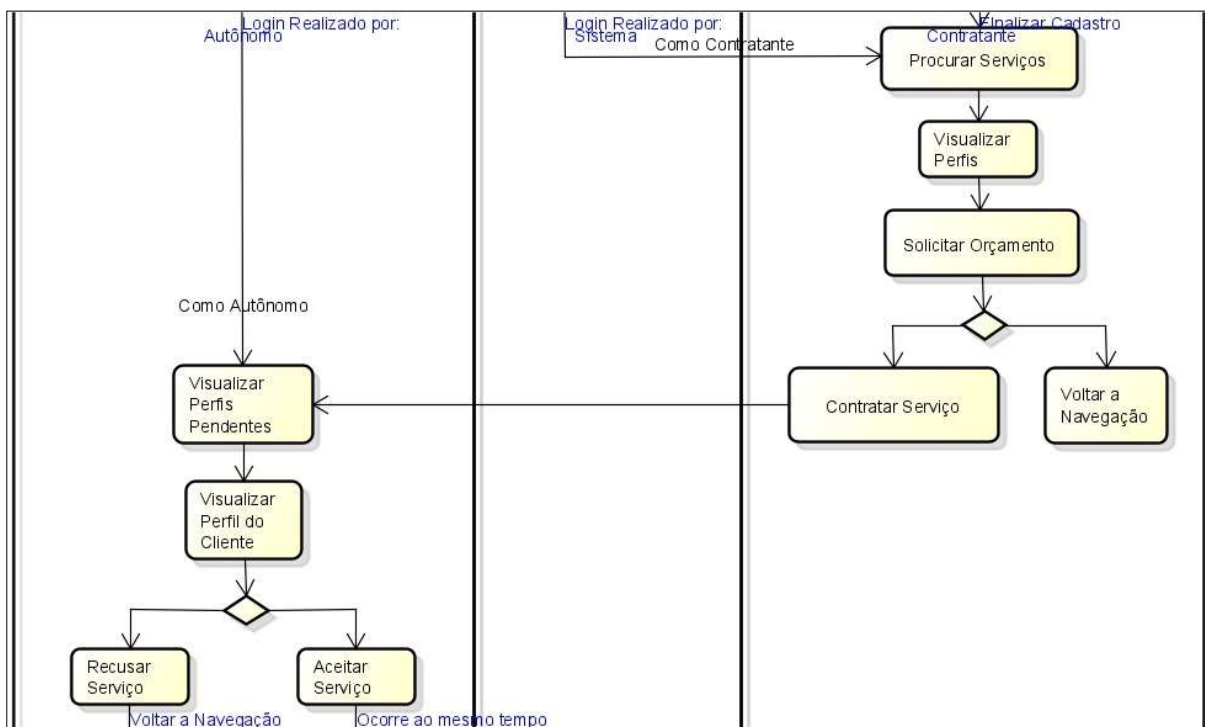 Login Realizado por:
Autônomo
Login Realizado por:
Sistema
FInalizar Cadastro
Contratante
Como Contratante
Procurar Serviços
Visualizar
Perfis
Solicitar Orçamento
Como Autônomo
Visualizar
Perfis
Pendentes
Contratar Serviço
Voltar a
Navegação
Visualizar
Perfil do
Cliente
Recusar
Serviço
Aceitar
Serviço
Voltar a Navegação
Ocorre ao mesmo tempo